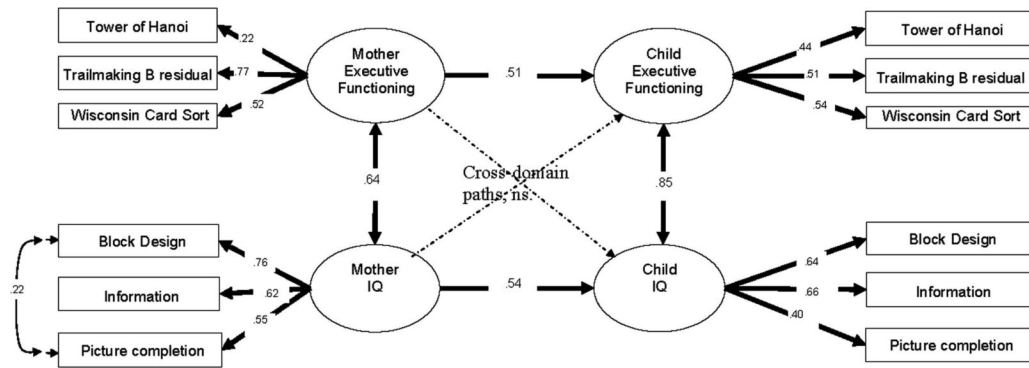 Tower of Hanoi
.22
Trailmaking B residual
.77
Wisconsin Card Sort
.52
Mother
Executive
Functioning
.51
Child
Executive
Functioning
.44
Tower of Hanoi
.51
Trailmaking B residual
.54
Wisconsin Card Sort
.64
Cross-domain
paths, ns.
.85
Block Design
.76
.22
Information
.62
Picture completion
.55
Mother
IQ
.54
Child
IQ
.64
Block Design
.66
Information
.40
Picture completion